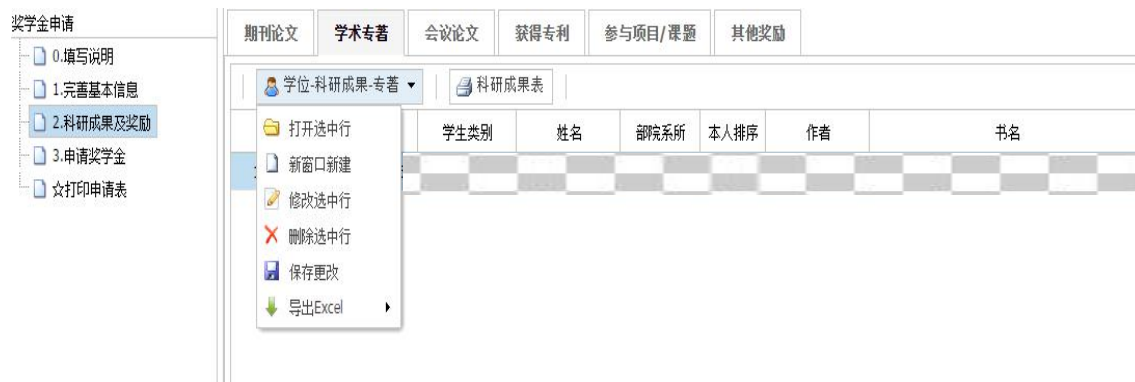 奖学金申请
0.填写说明
1.完善基本信息
2.科研成果及奖励
3.申请奖学金
☆打印申请表
期刊论文 学术专著 会议论文 获得专利 参与项目/课题 其他奖励
学位-科研成果-专著 科研成果表
学生类别 姓名 部院系所 本人排序 作者 书名
打开选中行
新窗口新建
修改选中行
删除选中行
保存更改
导出Excel